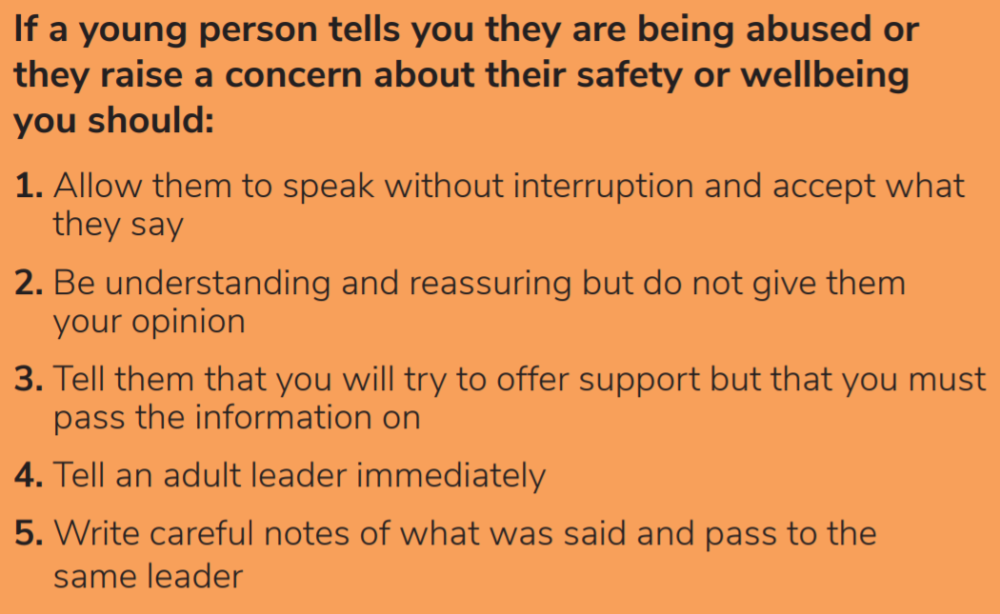 If a young person tells you they are being abused or
they raise a concern about their safety or wellbeing
you should:
1. Allow them to speak without interruption and accept what
they say
2. Be understanding and reassuring but do not give them
your opinion
3. Tell them that you will try to offer support but that you must
pass the information on
4. Tell an adult leader immediately
5. Write careful notes of what was said and pass to the
same leader